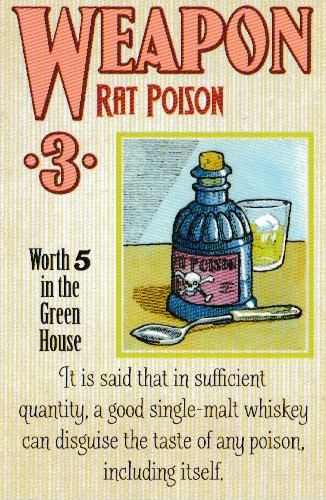 WEAPON
RAT POISON
·3·
Worth 5
in the
Green
House
POISON
It is said that in sufficient
quantity, a good single-malt whiskey
can disguise the taste of any poison,
including itself.